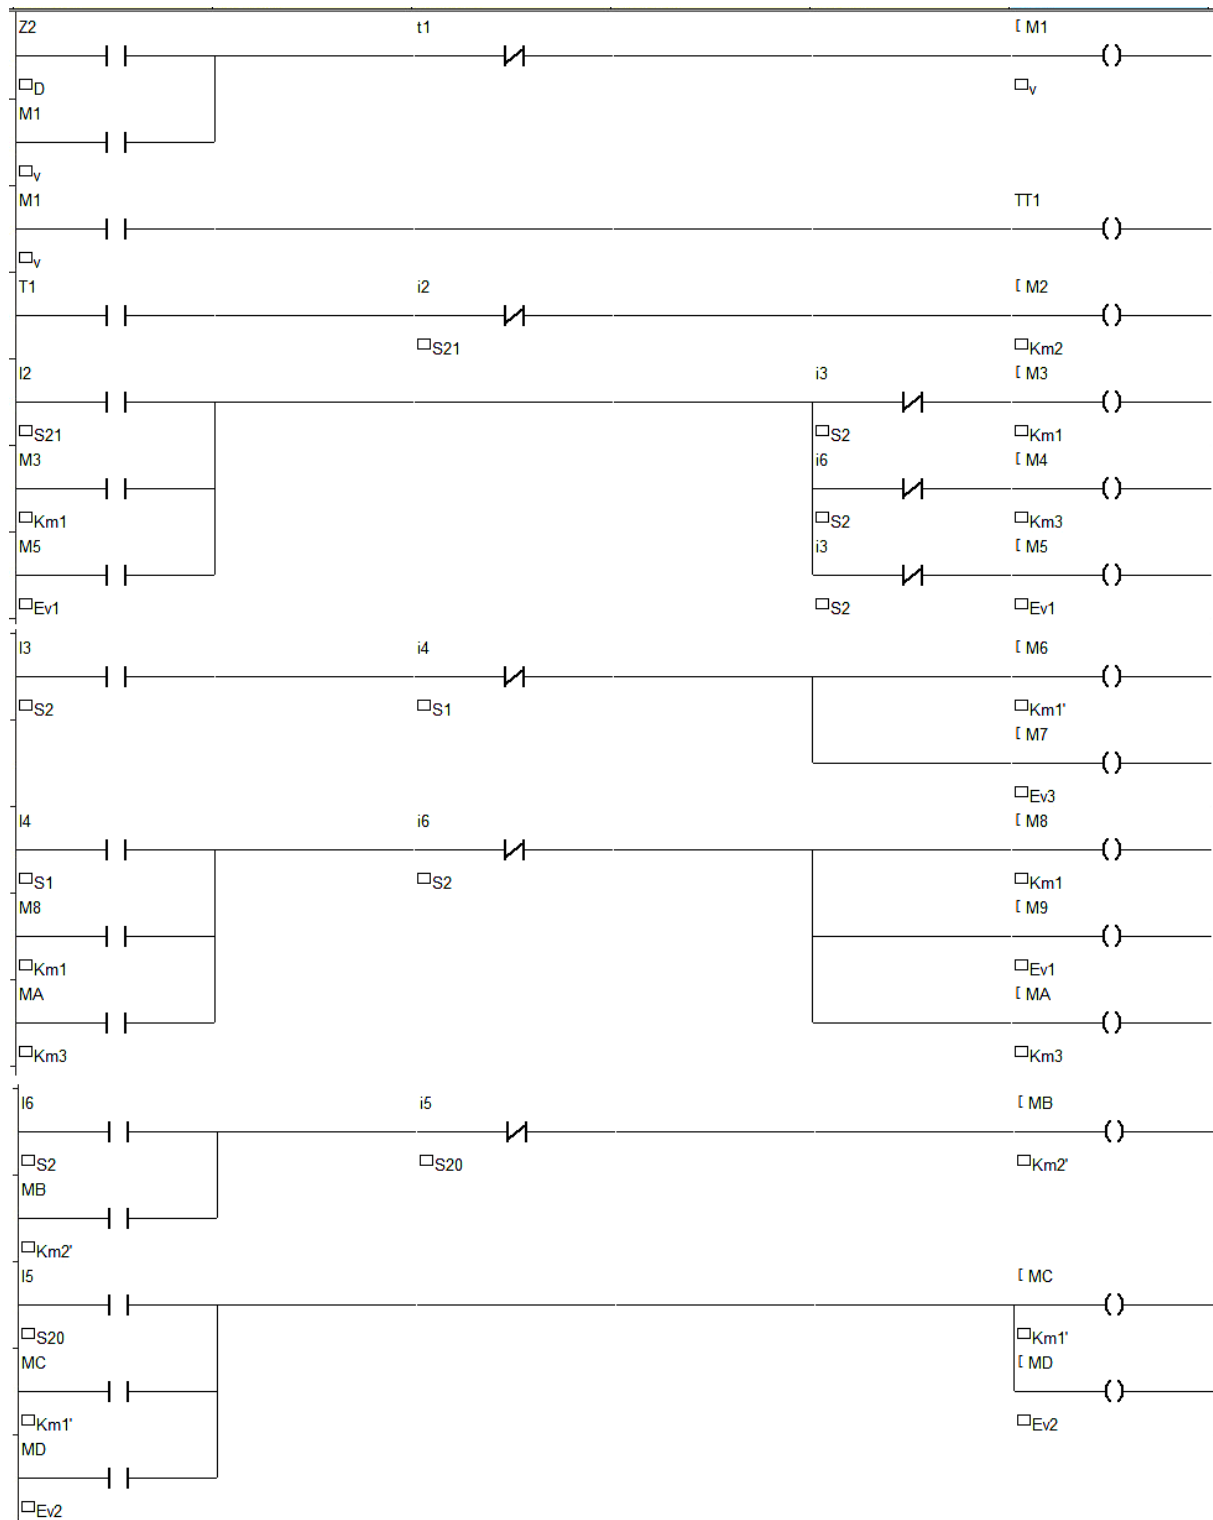 Z2 t1 [ M1
D v
M1
v
M1 TT1
v
T1 i2 [ M2
S21 Km2
I2 i3 [ M3
S21 S2 Km1
M3 i6 [ M4
Km1 S2 Km3
M5 i3 [ M5
Ev1 S2 Ev1
I3 i4 [ M6
S2 S1 Km1'
[ M7
Ev3
I4 i6 [ M8
S1 S2 Km1
M8 [ M9
Km1 Ev1
MA [ MA
Km3 Km3
I6 i5 [ MB
S2 S20 Km2'
MB
Km2'
I5 [ MC
S20 Km1'
MC [ MD
Km1' Ev2
MD
Ev2